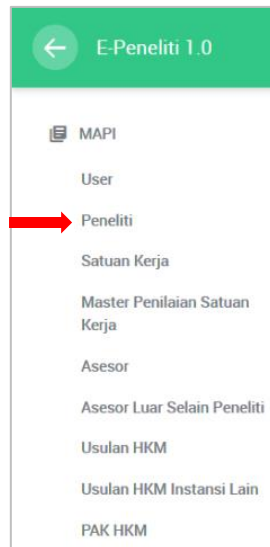 E-Peneliti 1.0
MAPI
User
Peneliti
Satuan Kerja
Master Penilaian Satuan
Kerja
Asesor
Asesor Luar Selain Peneliti
Usulan HKM
Usulan HKM Instansi Lain
PAK HKM